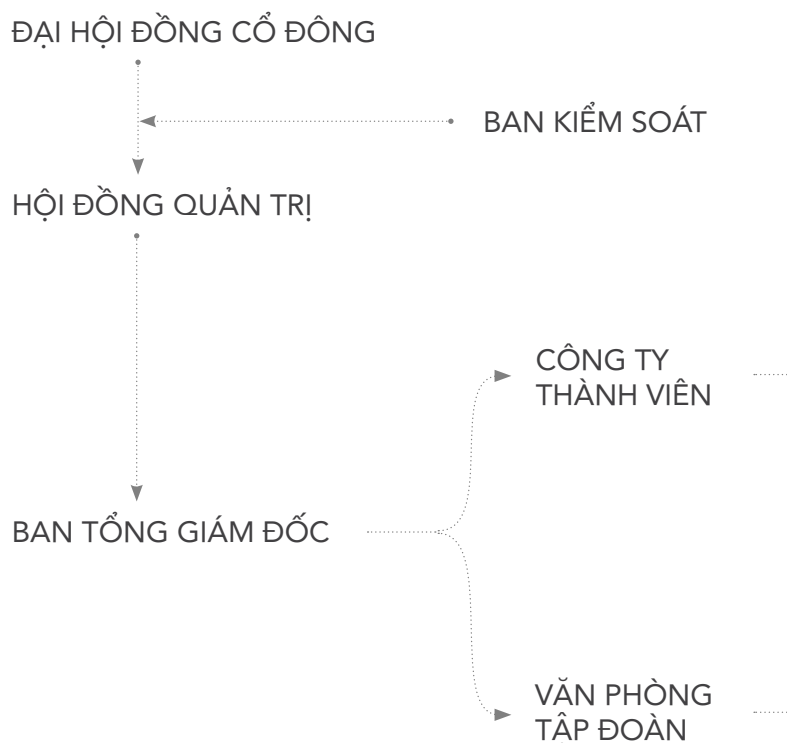 ĐẠI HỘI ĐỒNG CỔ ĐÔNG
BAN KIỂM SOÁT
HỘI ĐỒNG QUẢN TRỊ
CÔNG TY
THÀNH VIÊN
BAN TỔNG GIÁM ĐỐC
VĂN PHÒNG
TẬP ĐOÀN